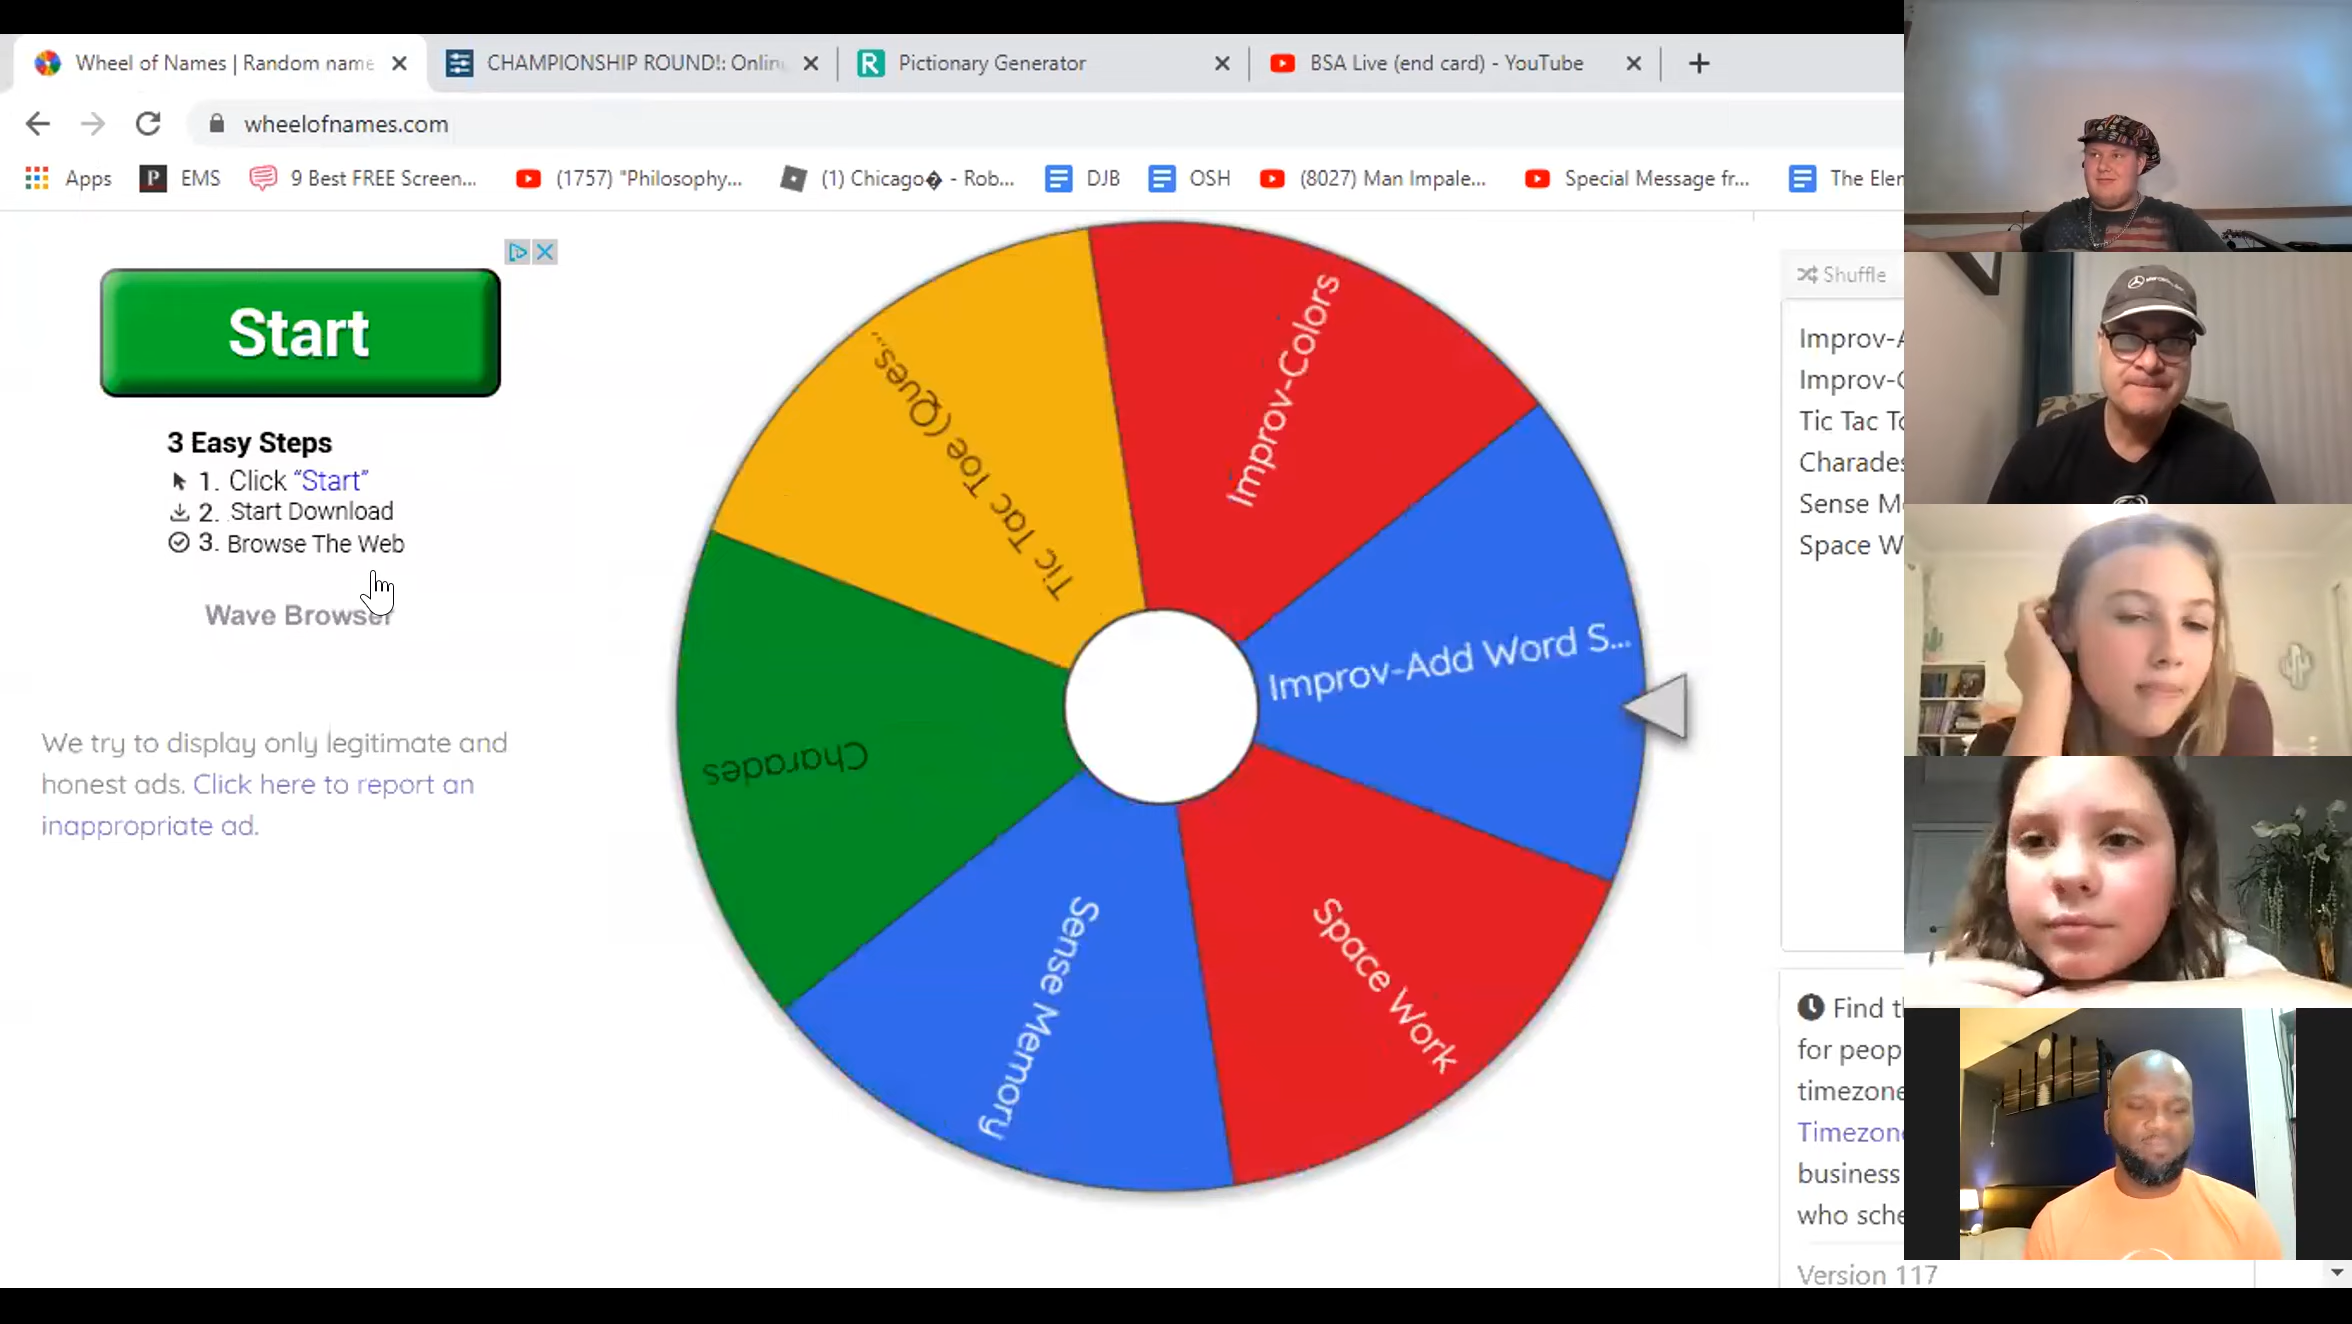 Wheel of Names | Random name
CHAMPIONSHIP ROUND!: Onlin
Pictionary Generator
BSA Live (end card) - YouTube
wheelofnames.com
Apps
EMS
9 Best FREE Screen...
(1757) "Philosophy...
(1) Chicago� - Rob...
DJB
OSH
(8027) Man Impale...
Special Message fr...
The Elen
Start
3 Easy Steps
1. Click “Start”
2. Start Download
3. Browse The Web
Wave Browser
We try to display only legitimate and
honest ads. Click here to report an
inappropriate ad.
Improv-Colors
Improv-Add Word S...
Space Work
Sense Memory
Charades
Tic Tac Toe (Ques...
Shuffle
Improv-A
Improv-C
Tic Tac To
Charades
Sense Me
Space W
Find th
for peop
timezone
Timezon
business
who sche
Version 117